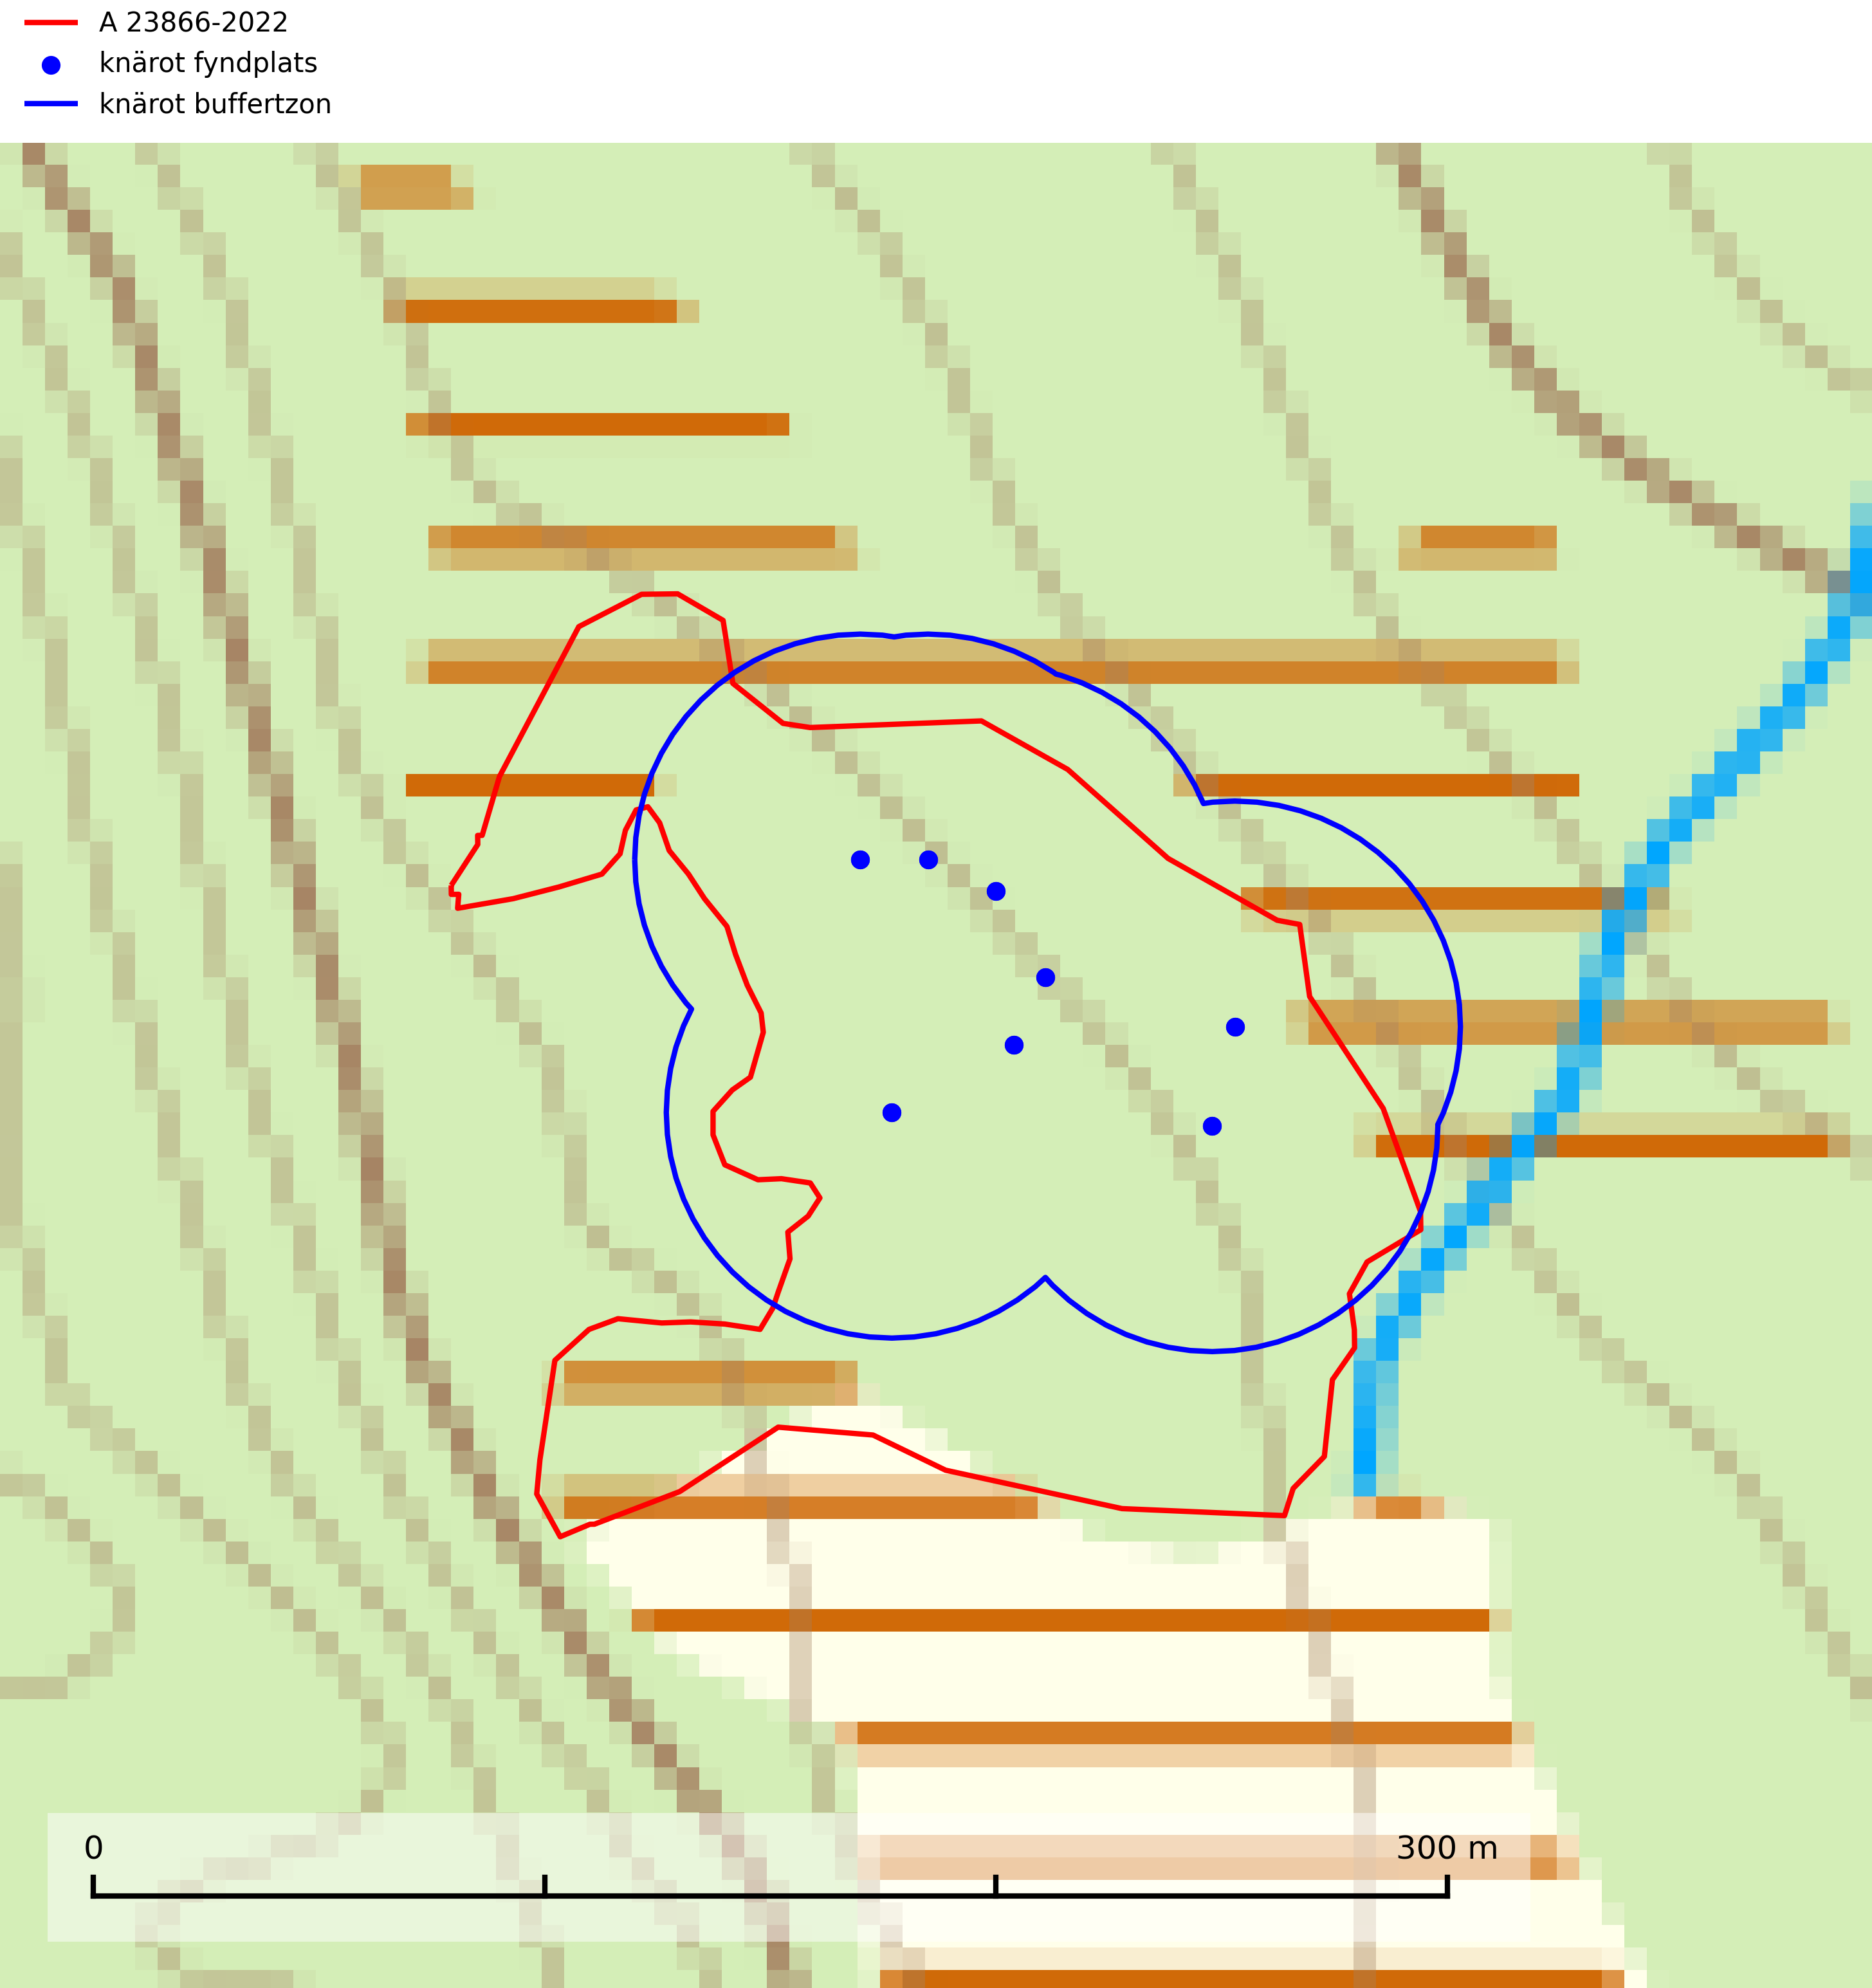 A 23866-2022
knärot fyndplats
knärot buffertzon
0 300 m